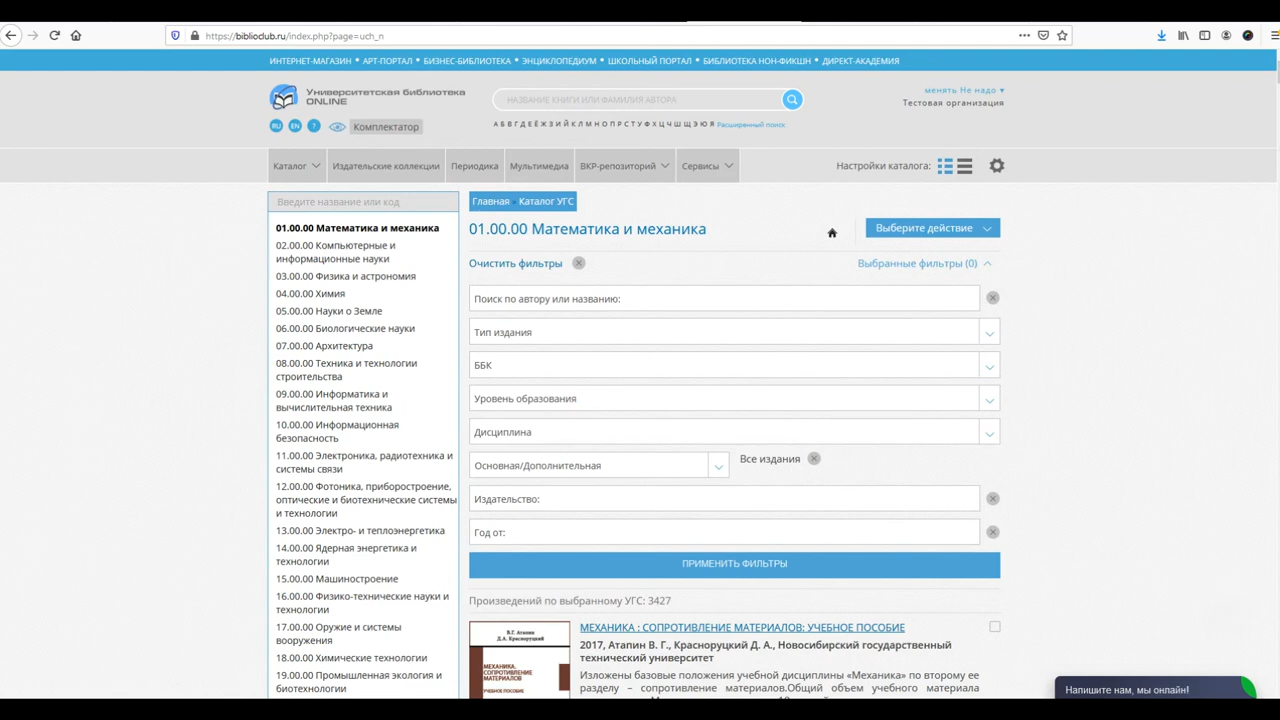 https://biblioclub.ru/index.php?page=uch_n
ИНТЕРНЕТ-МАГАЗИН • АРТ-ПОРТАЛ • БИЗНЕС-БИБЛИОТЕКА • ЭНЦИКЛОПЕДИУМ • ШКОЛЬНЫЙ ПОРТАЛ • БИБЛИОТЕКА НОН-ФИКШН • ДИРЕКТ-АКАДЕМИЯ
Университетская библиотека
ONLINE
НАЗВАНИЕ КНИГИ ИЛИ ФАМИЛИЯ АВТОРА
менять Не надо
Тестовая организация
RU EN T Комплектатор
А Б В Г Д Е Ё Ж З И Й К Л М Н О П Р С Т У Ф Х Ц Ч Ш Щ Э Ю Я Расширенный поиск
Каталог Издательские коллекции Периодика Мультимедиа ВКР-репозиторий Сервисы Настройки каталога:
Введите название или код
01.00.00 Математика и механика
02.00.00 Компьютерные и
информационные науки
03.00.00 Физика и астрономия
04.00.00 Химия
05.00.00 Науки о Земле
06.00.00 Биологические науки
07.00.00 Архитектура
08.00.00 Техника и технологии
строительства
09.00.00 Информатика и
вычислительная техника
10.00.00 Информационная
безопасность
11.00.00 Электроника, радиотехника и
системы связи
12.00.00 Фотоника, приборостроение,
оптические и биотехнические системы
и технологии
13.00.00 Электро- и теплоэнергетика
14.00.00 Ядерная энергетика и
технологии
15.00.00 Машиностроение
16.00.00 Физико-технические науки и
технологии
17.00.00 Оружие и системы
вооружения
18.00.00 Химические технологии
19.00.00 Промышленная экология и
биотехнологии
Главная Каталог УГС
01.00.00 Математика и механика
Выберите действие
Очистить фильтры
Выбранные фильтры (0)
Поиск по автору или названию:
Тип издания
ББК
Уровень образования
Дисциплина
Основная/Дополнительная Все издания
Издательство:
Год от:
ПРИМЕНИТЬ ФИЛЬТРЫ
Произведений по выбранному УГС: 3427
В.Г. Атапин
Д.А. Красноруцкий
МЕХАНИКА.
СОПРОТИВЛЕНИЕ
МАТЕРИАЛОВ
УЧЕБНОЕ ПОСОБИЕ
МЕХАНИКА : СОПРОТИВЛЕНИЕ МАТЕРИАЛОВ: УЧЕБНОЕ ПОСОБИЕ
2017, Атапин В. Г., Красноруцкий Д. А., Новосибирский государственный
технический университет
Изложены базовые положения учебной дисциплины «Механика» по второму ее
разделу – сопротивление материалов.Общий объем учебного материала
Напишите нам, мы онлайн!